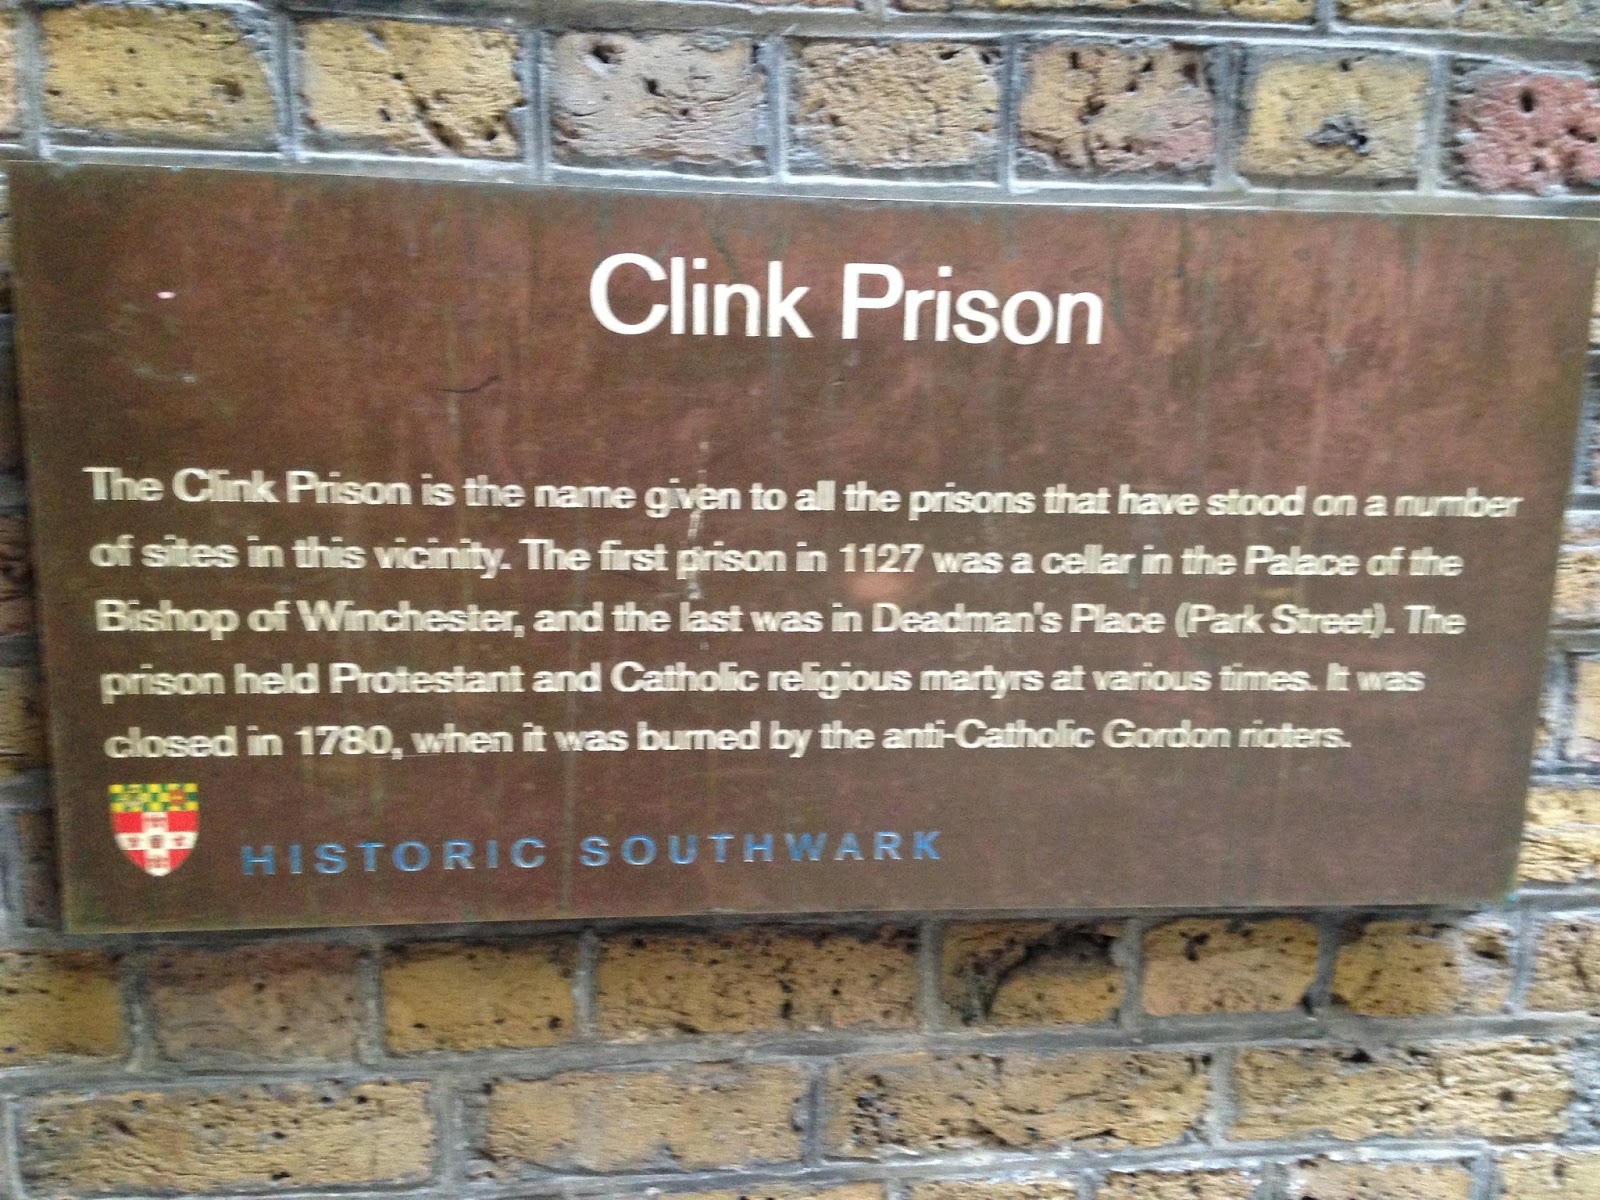 Clink Prison
The Clink Prison is the name given to all the prisons that have stood on a number
of sites in this vicinity. The first prison in 1127 was a cellar in the Palace of the
Bishop of Winchester, and the last was in Deadman's Place (Park Street). The
prison held Protestant and Catholic religious martyrs at various times. It was
closed in 1780, when it was burned by the anti-Catholic Gordon rioters.
HISTORIC SOUTHWARK